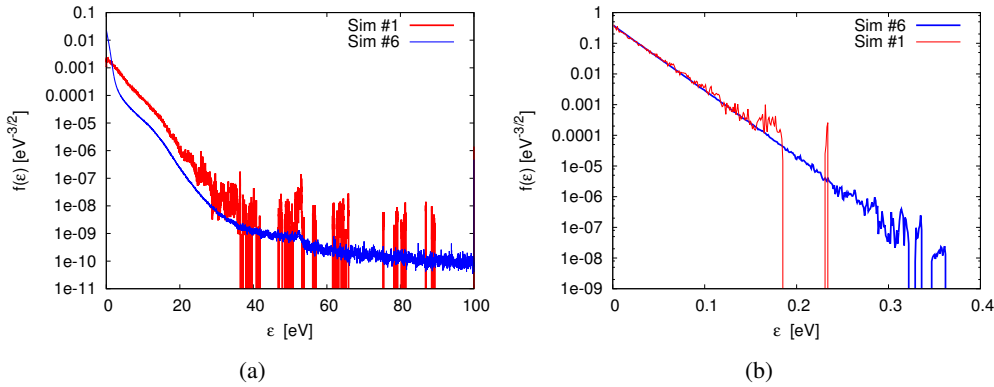 f(ε) [eV-3/2]
0.1
0.01
0.001
0.0001
1e-05
1e-06
1e-07
1e-08
1e-09
1e-10
1e-11
Sim #1
Sim #6
0 20 40 60 80 100
ε [eV]
(a)
f(ε) [eV-3/2]
1
0.1
0.01
0.001
0.0001
1e-05
1e-06
1e-07
1e-08
1e-09
Sim #6
Sim #1
0 0.1 0.2 0.3 0.4
ε [eV]
(b)